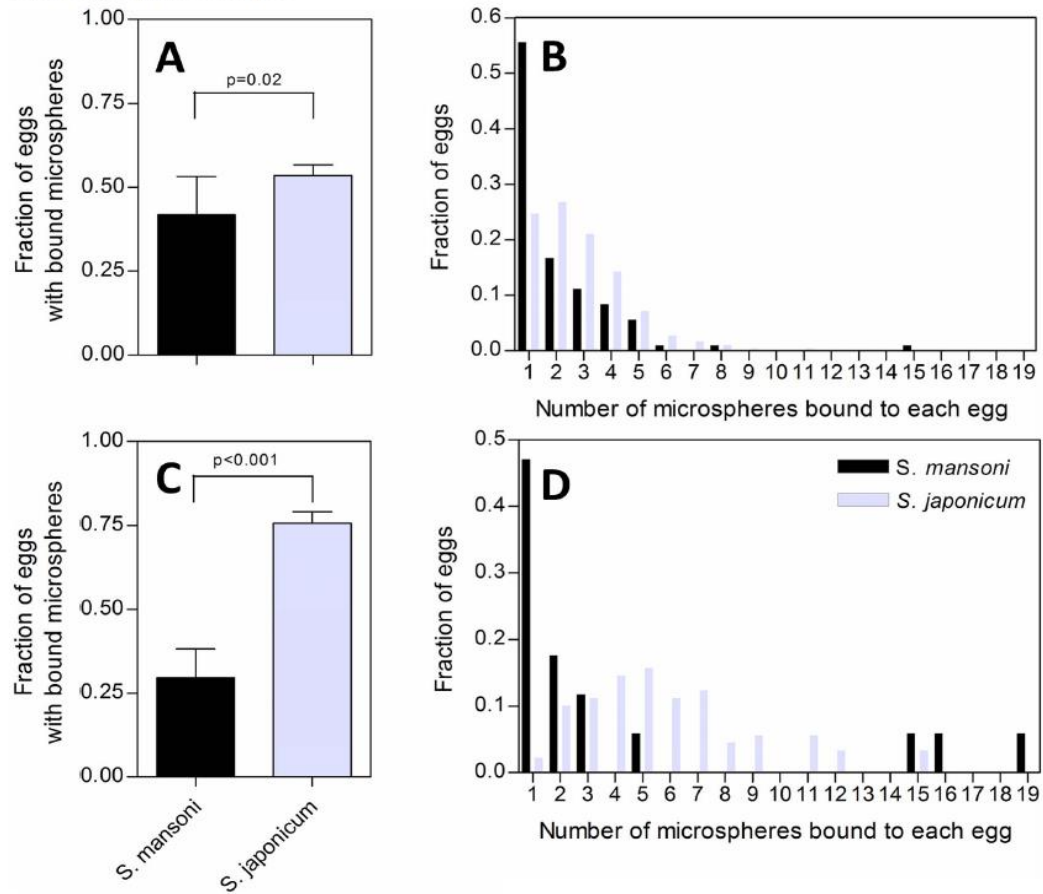 A
p=0.02
Fraction of eggs
with bound microspheres
1.00
0.75
0.50
0.25
0.00
B
Fraction of eggs
0.6
0.5
0.4
0.3
0.2
0.1
0.0
1 2 3 4 5 6 7 8 9 10 11 12 13 14 15 16 17 18 19
Number of microspheres bound to each egg
C
p<0.001
Fraction of eggs
with bound microspheres
1.00
0.75
0.50
0.25
0.00
S. mansoni
S. japonicum
D
S. mansoni
S. japonicum
Fraction of eggs
0.5
0.4
0.3
0.2
0.1
0.0
1 2 3 4 5 6 7 8 9 10 11 12 13 14 15 16 17 18 19
Number of microspheres bound to each egg